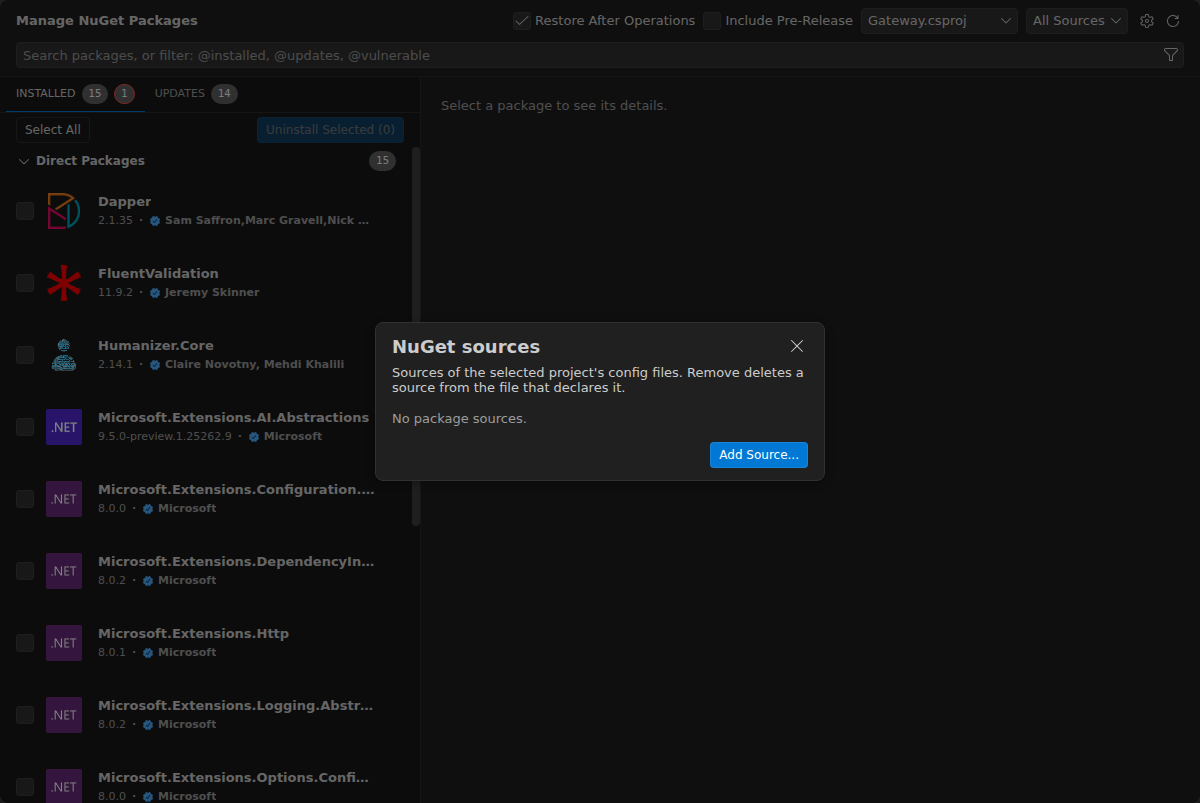 Manage NuGet Packages
Restore After Operations
Include Pre-Release
Gateway.csproj
All Sources
Search packages, or filter: @installed, @updates, @vulnerable
INSTALLED 15 1 UPDATES 14
Select All
Uninstall Selected (0)
Direct Packages 15
Dapper
2.1.35 · Sam Saffron,Marc Gravell,Nick ...
FluentValidation
11.9.2 · Jeremy Skinner
Humanizer.Core
2.14.1 · Claire Novotny, Mehdi Khalili
.NET
Microsoft.Extensions.AI.Abstractions
9.5.0-preview.1.25262.9 · Microsoft
.NET
Microsoft.Extensions.Configuration....
8.0.0 · Microsoft
.NET
Microsoft.Extensions.DependencyIn...
8.0.2 · Microsoft
.NET
Microsoft.Extensions.Http
8.0.1 · Microsoft
.NET
Microsoft.Extensions.Logging.Abstr...
8.0.2 · Microsoft
.NET
Microsoft.Extensions.Options.Confi...
8.0.0 · Microsoft
Select a package to see its details.
NuGet sources
Sources of the selected project's config files. Remove deletes a
source from the file that declares it.
No package sources.
Add Source...